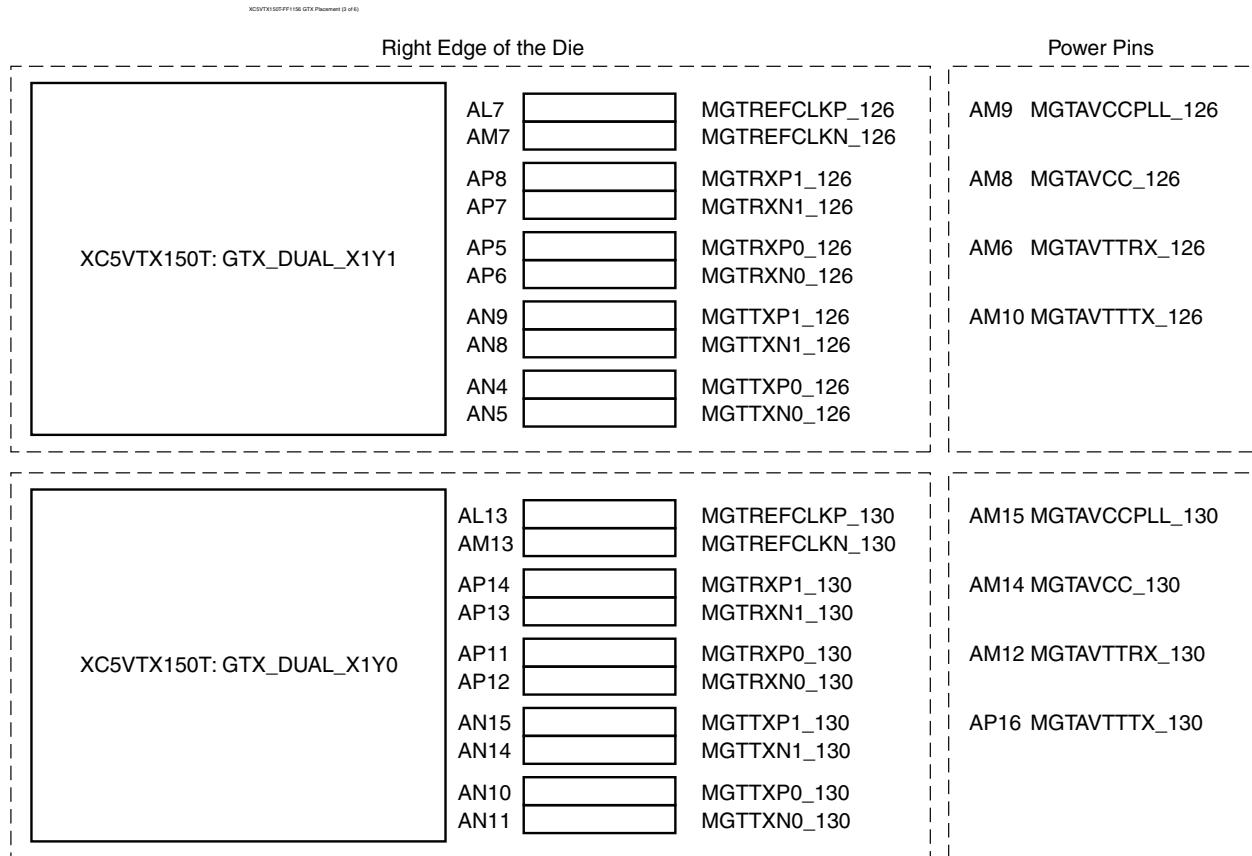 XC5VTX150T-FF1156 GTX Placement (3 of 6)
Right Edge of the Die
Power Pins
XC5VTX150T: GTX_DUAL_X1Y1
AL7 MGTREFCLKP_126
AM7 MGTREFCLKN_126
AP8 MGTRXP1_126
AP7 MGTRXN1_126
AP5 MGTRXP0_126
AP6 MGTRXN0_126
AN9 MGTTXP1_126
AN8 MGTTXN1_126
AN4 MGTTXP0_126
AN5 MGTTXN0_126
AM9 MGTAVCCPLL_126
AM8 MGTAVCC_126
AM6 MGTAVTTRX_126
AM10 MGTAVTTTX_126
XC5VTX150T: GTX_DUAL_X1Y0
AL13 MGTREFCLKP_130
AM13 MGTREFCLKN_130
AP14 MGTRXP1_130
AP13 MGTRXN1_130
AP11 MGTRXP0_130
AP12 MGTRXN0_130
AN15 MGTTXP1_130
AN14 MGTTXN1_130
AN10 MGTTXP0_130
AN11 MGTTXN0_130
AM15 MGTAVCCPLL_130
AM14 MGTAVCC_130
AM12 MGTAVTTRX_130
AP16 MGTAVTTTX_130